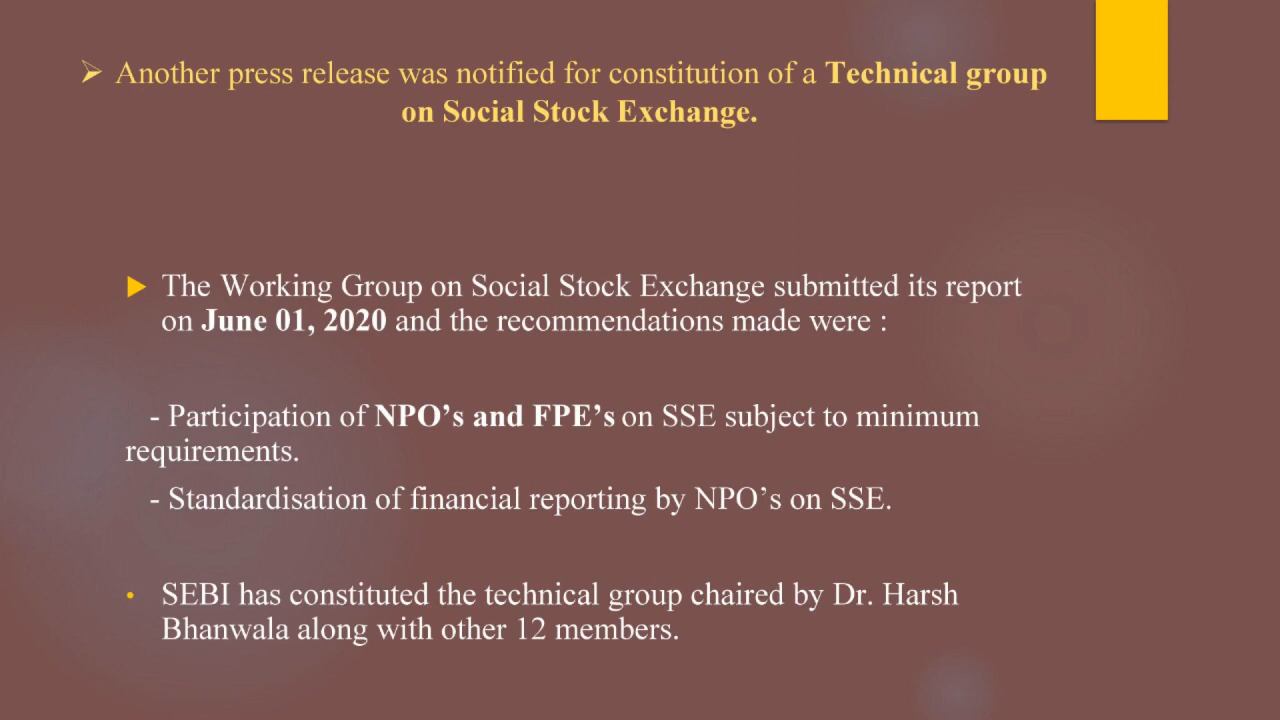 ➢ Another press release was notified for constitution of a Technical group
on Social Stock Exchange.
▶ The Working Group on Social Stock Exchange submitted its report
on June 01, 2020 and the recommendations made were :
- Participation of NPO’s and FPE’s on SSE subject to minimum
requirements.
- Standardisation of financial reporting by NPO’s on SSE.
• SEBI has constituted the technical group chaired by Dr. Harsh
Bhanwala along with other 12 members.